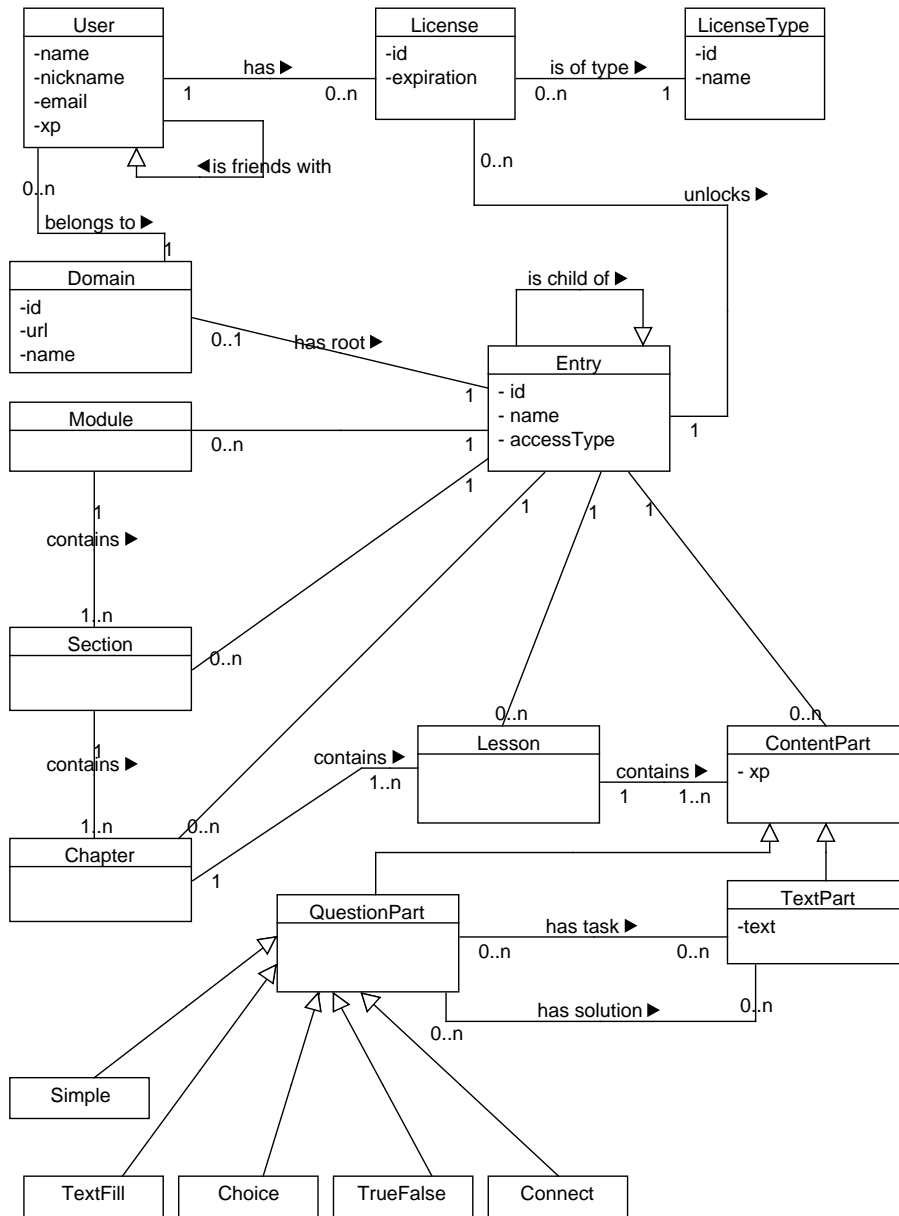 User
-name
-nickname
-email
-xp
has ►
1
0..n
License
-id
-expiration
is of type ►
0..n
1
LicenseType
-id
-name
◄is friends with
0..n
belongs to ►
1
0..n
unlocks ►
Domain
-id
-url
-name
0..1
has root ►
1
is child of ►
Entry
- id
- name
- accessType
1
Module
0..n
1
1
1
1
1
1
contains ►
1..n
Section
0..n
1
contains ►
1..n
Chapter
0..n
1
contains ►
1..n
0..n
Lesson
contains ►
1
1..n
0..n
ContentPart
- xp
QuestionPart
has task ►
0..n
0..n
TextPart
-text
0..n
has solution ►
0..n
Simple
TextFill
Choice
TrueFalse
Connect